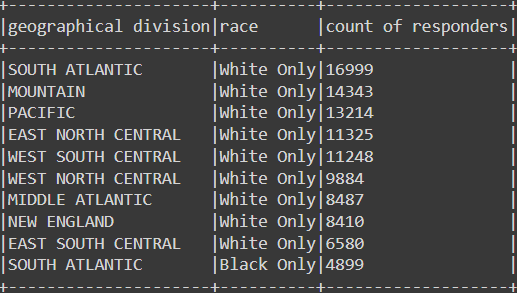 +---------------------+----------+-------------------+
|geographical division|race      |count of responders|
+---------------------+----------+-------------------+
|SOUTH ATLANTIC       |White Only|16999              |
|MOUNTAIN             |White Only|14343              |
|PACIFIC              |White Only|13214              |
|EAST NORTH CENTRAL   |White Only|11325              |
|WEST SOUTH CENTRAL   |White Only|11248              |
|WEST NORTH CENTRAL   |White Only|9884               |
|MIDDLE ATLANTIC      |White Only|8487               |
|NEW ENGLAND          |White Only|8410               |
|EAST SOUTH CENTRAL   |White Only|6580               |
|SOUTH ATLANTIC       |Black Only|4899               |
+---------------------+----------+-------------------+